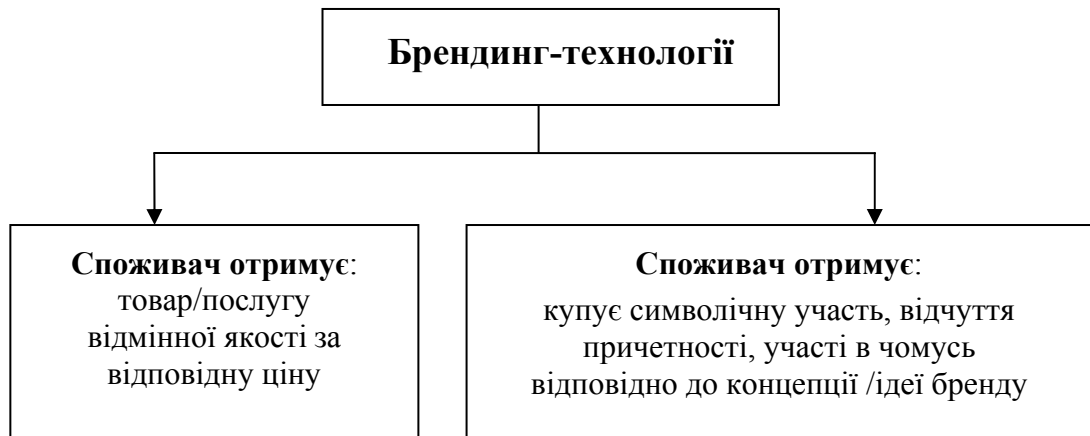 Брендинг-технології
Споживач отримує:
товар/послугу
відмінної якості за
відповідну ціну
Споживач отримує:
купує символічну участь, відчуття
причетності, участі в чомусь
відповідно до концепції /ідеї бренду